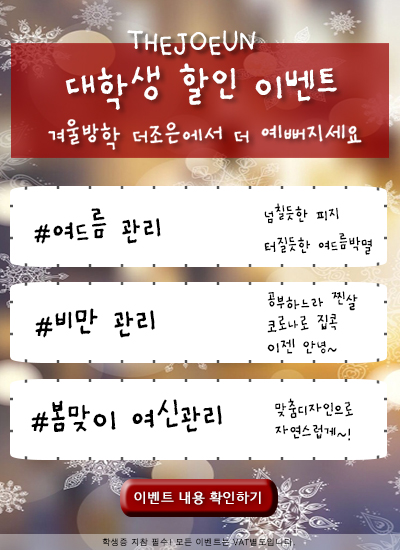 THEJOEUN
대학생 할인 이벤트
겨울방학 더조은에서 더 예뻐지세요
#여드름 관리
넘칠듯한 피지
터질듯한 여드름박멸
#비만 관리
공부하느라 찐살
코로나로 집콕
이젠 안녕~
#봄맞이 여신관리
맞춤디자인으로
자연스럽게~!
이벤트 내용 확인하기
학생증 지참 필수! 모든 이벤트는 VAT별도입니다.